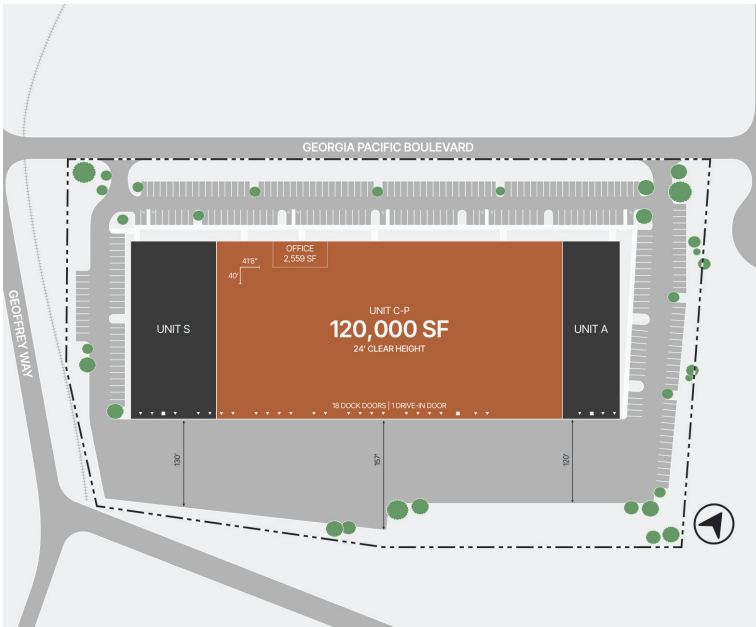 GEORGIA PACIFIC BOULEVARD
GEOFFREY WAY
OFFICE
2,559 SF
41'8"
40'
UNIT S
UNIT C-P
120,000 SF
24' CLEAR HEIGHT
UNIT A
18 DOCK DOORS | 1 DRIVE-IN DOOR
130'
157'
120'